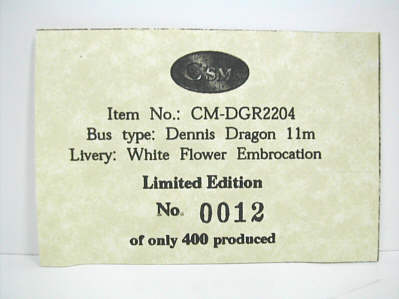 C'SM
Item No.: CM-DGR2204
Bus type: Dennis Dragon 11m
Livery: White Flower Embrocation
Limited Edition
No. 0012
of only 400 produced